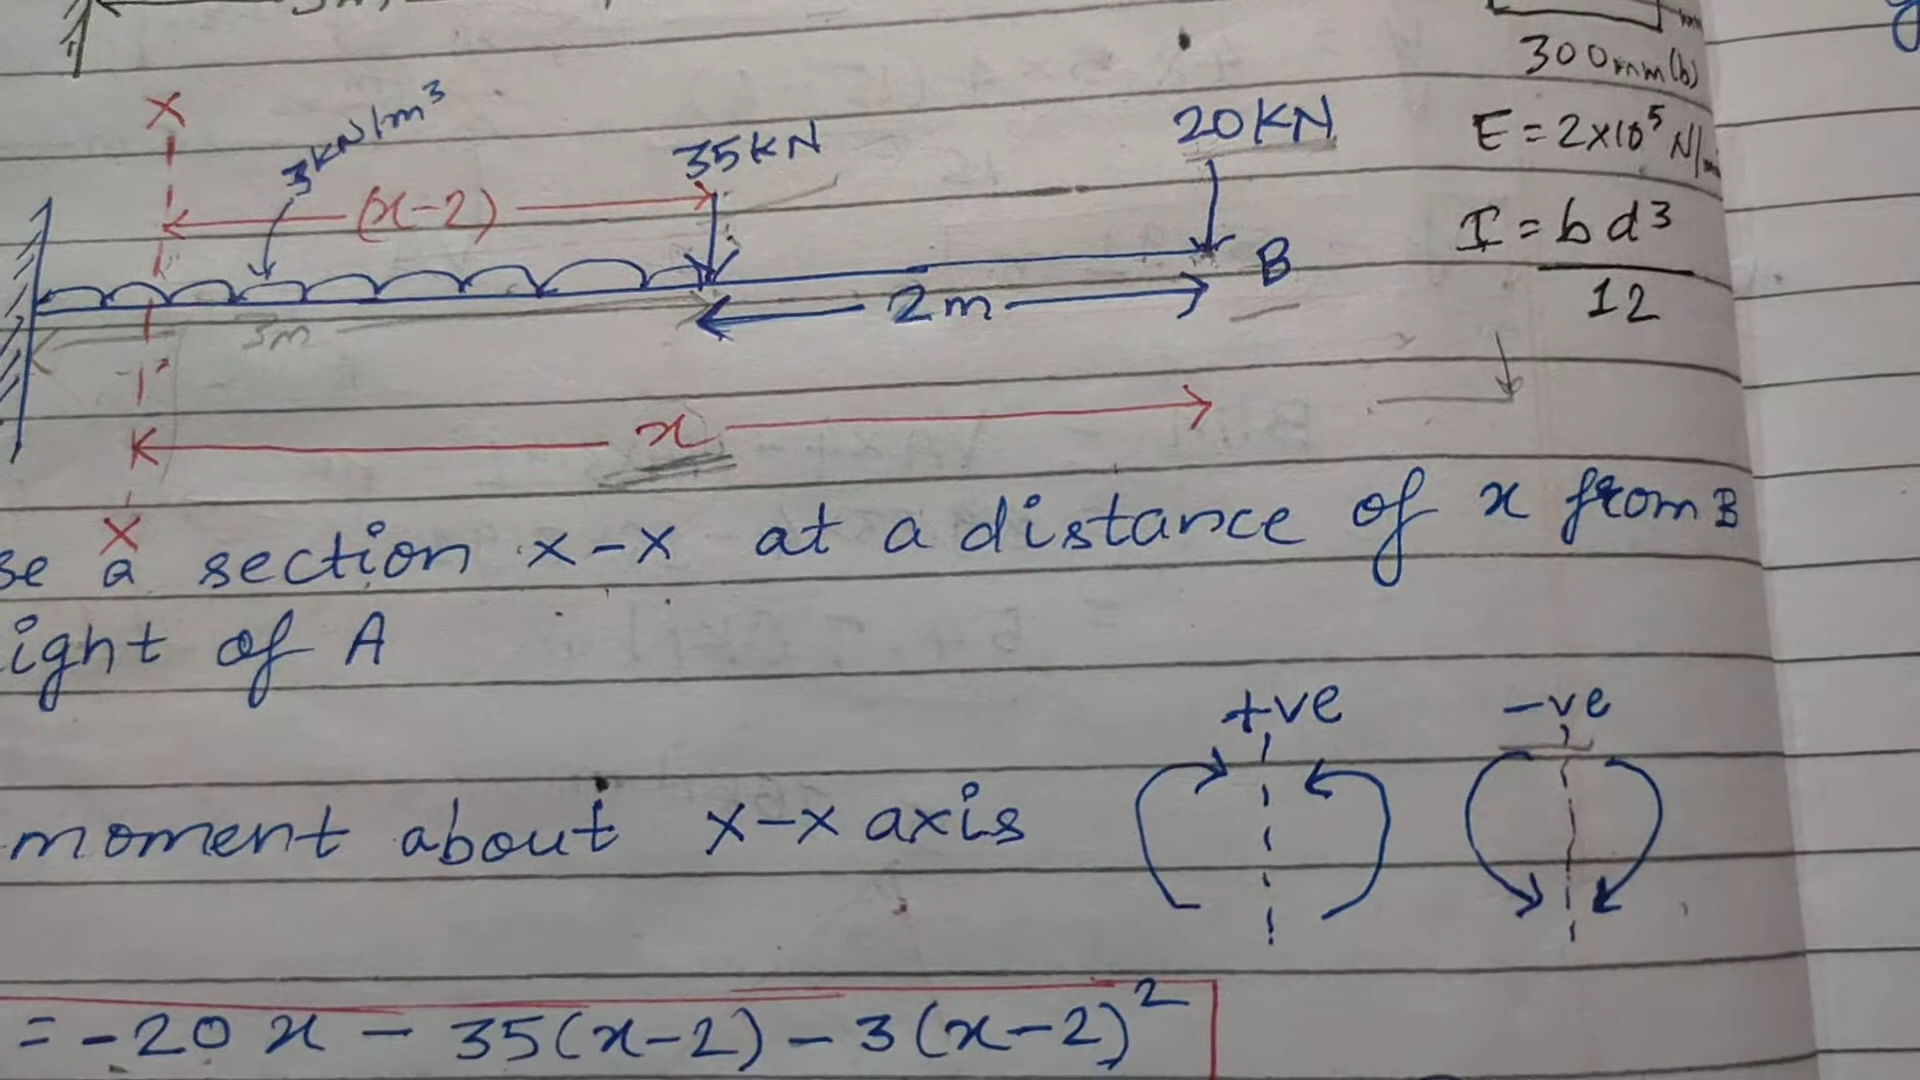 300mm(b)
X
3KN/m³
35KN
20KN
E = 2×10⁵ N/
(x-2)
I = bd³
12
B
3m
2m
x
X
se a section x-x at a distance of x from B
ight of A
+ve
-ve
moment about x-x axis
= -20x - 35(x-2) - 3(x-2)²